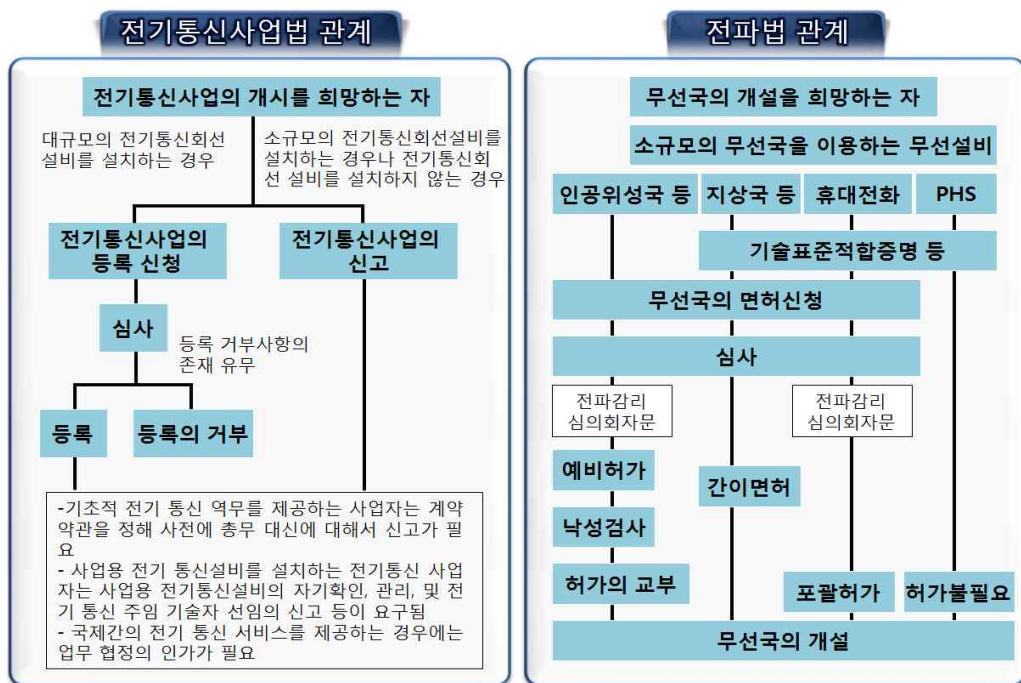 전기통신사업법 관계
전기통신사업의 개시를 희망하는 자
대규모의 전기통신회선
설비를 설치하는 경우
소규모의 전기통신회선설비를
설치하는 경우나 전기통신회
선 설비를 설치하지 않는 경우
전기통신사업의
등록 신청
전기통신사업의
신고
심사
등록 거부사항의
존재 유무
등록
등록의 거부
-기초적 전기 통신 역무를 제공하는 사업자는 계약
약관을 정해 사전에 총무 대신에 대해서 신고가 필
요
- 사업용 전기 통신설비를 설치하는 전기통신 사업
자는 사업용 전기통신설비의 자기확인, 관리, 및 전
기 통신 주임 기술자 선임의 신고 등이 요구됨
- 국제간의 전기 통신 서비스를 제공하는 경우에는
업무 협정의 인가가 필요
전파법 관계
무선국의 개설을 희망하는 자
소규모의 무선국을 이용하는 무선설비
인공위성국 등
지상국 등
휴대전화
PHS
기술표준적합증명 등
무선국의 면허신청
심사
전파감리
심의회자문
전파감리
심의회자문
예비허가
간이면허
낙성검사
허가의 교부
포괄허가
허가불필요
무선국의 개설